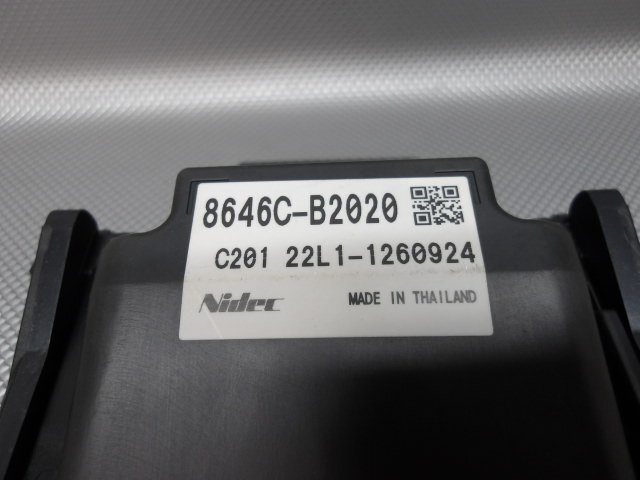 8646C-B2020
C201 22L1-1260924
Nidec MADE IN THAILAND